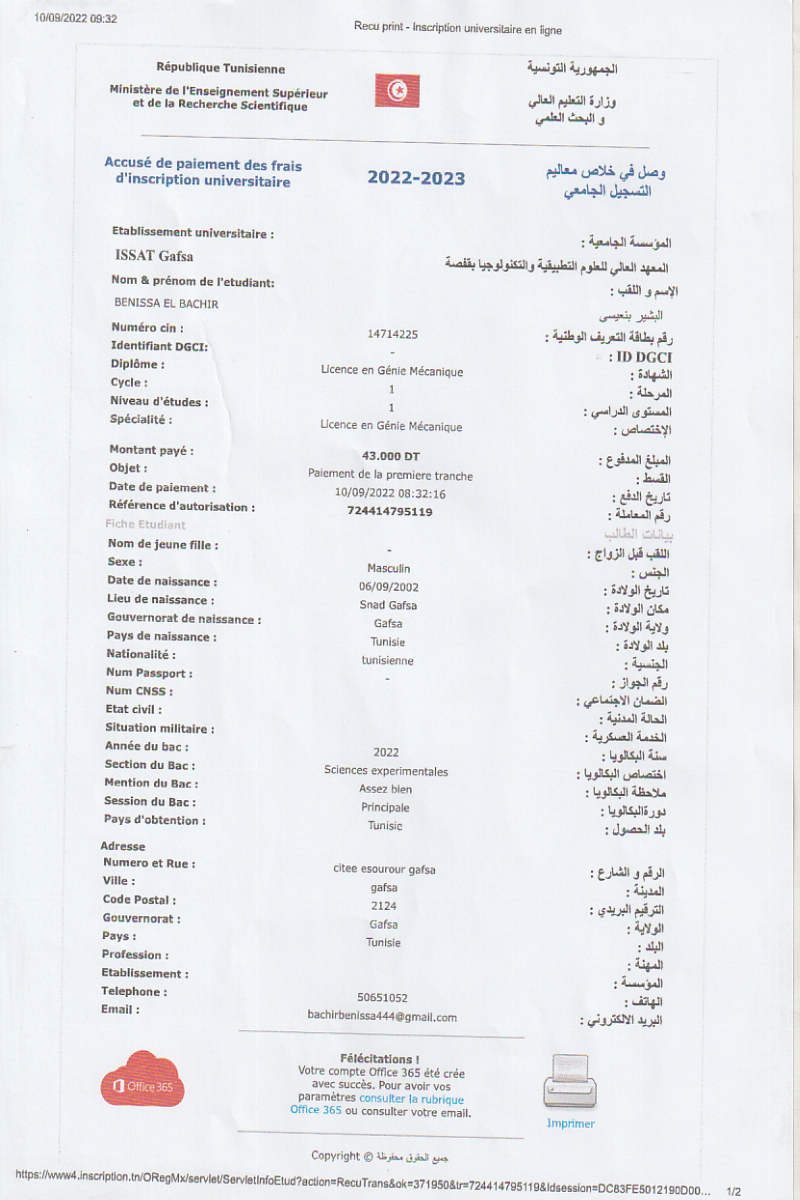 10/09/2022 09:32
Recu print - Inscription universitaire en ligne
République Tunisienne
الجمهورية التونسية
Ministère de l'Enseignement Supérieur
et de la Recherche Scientifique
وزارة التعليم العالي
و البحث العلمي
Accusé de paiement des frais
d'inscription universitaire
2022-2023
وصل في خلاص معاليم
التسجيل الجامعي
Etablissement universitaire :
المؤسسة الجامعية :
ISSAT Gafsa
المعهد العالي للعلوم التطبيقية والتكنولوجيا بقفصة
Nom & prénom de l'etudiant:
الإسم و اللقب :
BENISSA EL BACHIR
البشير بنعيسى
Numéro cin : 14714225 رقم بطاقة التعريف الوطنية :
Identifiant DGCI: - ID DGCI :
Diplôme : Licence en Génie Mécanique الشهادة :
Cycle : 1 المرحلة :
Niveau d'études : 1 المستوى الدراسي :
Spécialité : Licence en Génie Mécanique الإختصاص :
Montant payé : 43.000 DT المبلغ المدفوع :
Objet : Paiement de la premiere tranche القسط :
Date de paiement : 10/09/2022 08:32:16 تاريخ الدفع :
Référence d'autorisation : 724414795119 رقم المعاملة :
Fiche Etudiant بيانات الطالب
Nom de jeune fille : - اللقب قبل الزواج :
Sexe : Masculin الجنس :
Date de naissance : 06/09/2002 تاريخ الولادة :
Lieu de naissance : Snad Gafsa مكان الولادة :
Gouvernorat de naissance : Gafsa ولاية الولادة :
Pays de naissance : Tunisie بلد الولادة :
Nationalité : tunisienne الجنسية :
Num Passport : - رقم الجواز :
Num CNSS : الضمان الاجتماعي :
Etat civil : الحالة المدنية :
Situation militaire : الخدمة العسكرية :
Année du bac : 2022 سنة البكالويا :
Section du Bac : Sciences experimentales اختصاص البكالويا :
Mention du Bac : Assez bien ملاحظة البكالويا :
Session du Bac : Principale دورةالبكالويا :
Pays d'obtention : Tunisie بلد الحصول :
Adresse
Numero et Rue : citee esourour gafsa الرقم و الشارع :
Ville : gafsa المدينة :
Code Postal : 2124 الترقيم البريدي :
Gouvernorat : Gafsa الولاية :
Pays : Tunisie البلد :
Profession : المهنة :
Etablissement : المؤسسة :
Telephone : 50651052 الهاتف :
Email : bachirbenissa444@gmail.com البريد الالكتروني :
Office 365
Félécitations !
Votre compte Office 365 été crée
avec succès. Pour avoir vos
paramètres consulter la rubrique
Office 365 ou consulter votre email.
Imprimer
Copyright © جميع الحقوق محفوظة
https://www4.inscription.tn/ORegMx/servlet/ServletInfoEtud?action=RecuTrans&ok=371950&tr=724414795119&Idsession=DC83FE5012190D00... 1/2